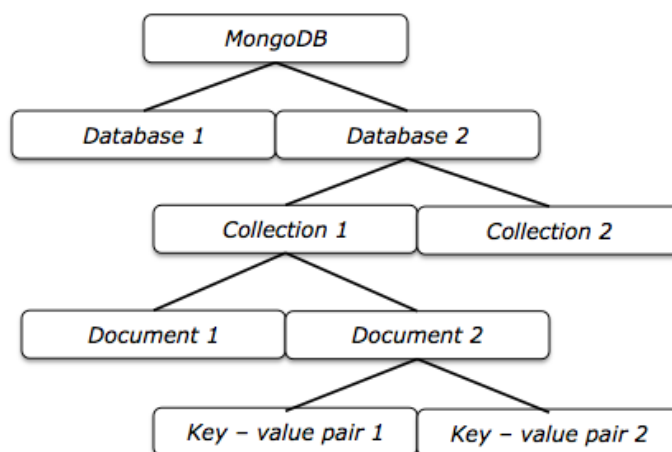 MongoDB
Database 1
Database 2
Collection 1
Collection 2
Document 1
Document 2
Key – value pair 1
Key – value pair 2